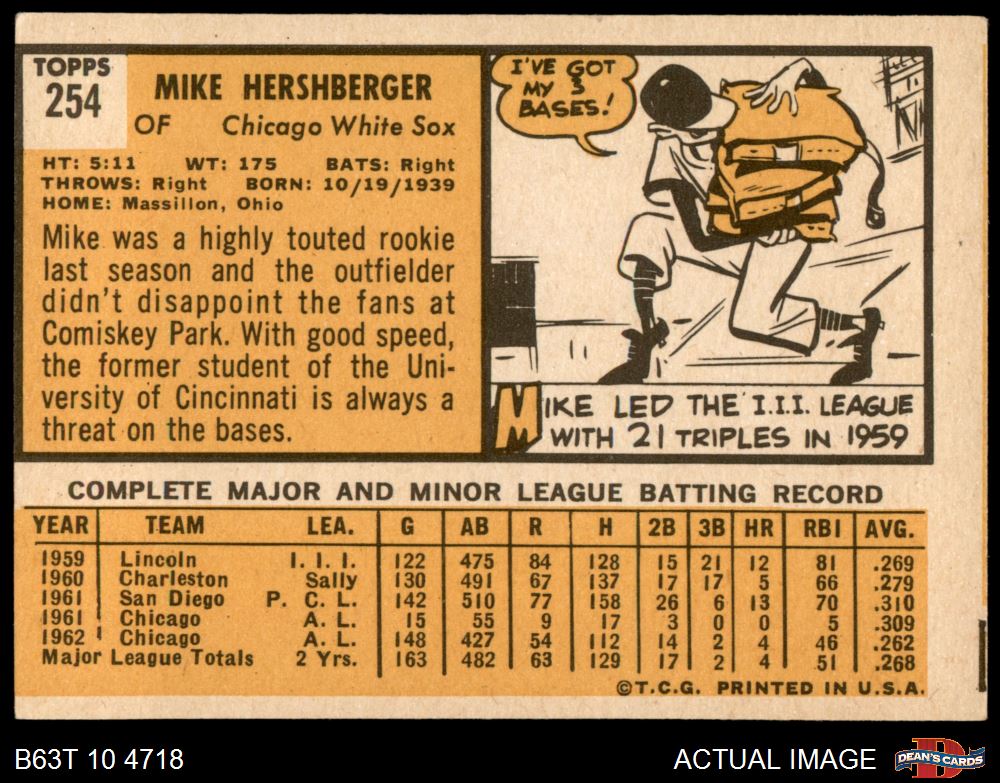 TOPPS
254
MIKE HERSHBERGER
OF Chicago White Sox
HT: 5:11 WT: 175 BATS: Right
THROWS: Right BORN: 10/19/1939
HOME: Massillon, Ohio
Mike was a highly touted rookie
last season and the outfielder
didn't disappoint the fans at
Comiskey Park. With good speed,
the former student of the Uni-
versity of Cincinnati is always a
threat on the bases.
I'VE GOT
MY 3
BASES!
MIKE LED THE I.I.I. LEAGUE
WITH 21 TRIPLES IN 1959
COMPLETE MAJOR AND MINOR LEAGUE BATTING RECORD
YEAR TEAM LEA. G AB R H 2B 3B HR RBI AVG.
1959 Lincoln I. I. I. 122 475 84 128 15 21 12 81 .269
1960 Charleston Sally 130 491 67 137 17 17 5 66 .279
1961 San Diego P. C. L. 142 510 77 158 26 6 13 70 .310
1961 Chicago A. L. 15 55 9 17 3 0 0 5 .309
1962 Chicago A. L. 148 427 54 112 14 2 4 46 .262
Major League Totals 2 Yrs. 163 482 63 129 17 2 4 51 .268
©T.C.G. PRINTED IN U.S.A.
B63T 10 4718
ACTUAL IMAGE
D
DEAN'S CARDS